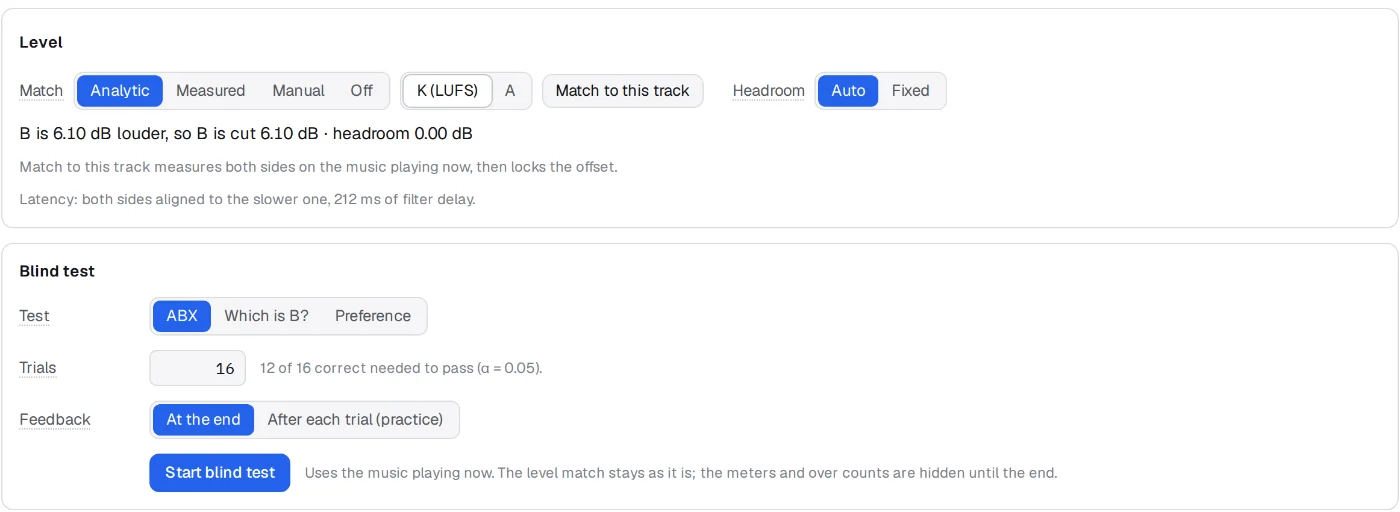 Level
Match Analytic Measured Manual Off K (LUFS) A Match to this track Headroom Auto Fixed
B is 6.10 dB louder, so B is cut 6.10 dB · headroom 0.00 dB
Match to this track measures both sides on the music playing now, then locks the offset.
Latency: both sides aligned to the slower one, 212 ms of filter delay.
Blind test
Test ABX Which is B? Preference
Trials 16 12 of 16 correct needed to pass (α = 0.05).
Feedback At the end After each trial (practice)
Start blind test Uses the music playing now. The level match stays as it is; the meters and over counts are hidden until the end.